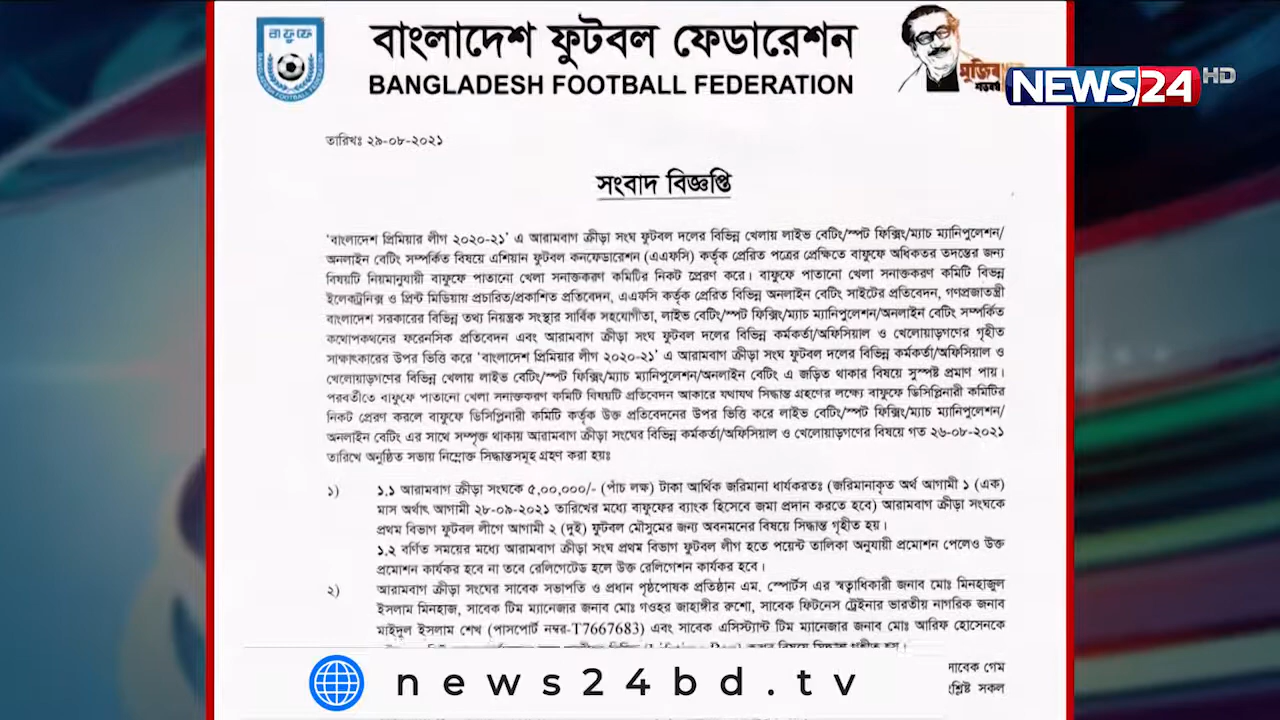 বাফুফে
BANGLADESH FOOTBALL FEDERATION
বাংলাদেশ ফুটবল ফেডারেশন
BANGLADESH FOOTBALL FEDERATION
মুজিব
NEWS24 HD
তারিখঃ ২৯-০৮-২০২১
সংবাদ বিজ্ঞপ্তি
'বাংলাদেশ প্রিমিয়ার লীগ ২০২০-২১' এ আরামবাগ ক্রীড়া সংঘ ফুটবল দলের বিভিন্ন খেলায় লাইভ বেটিং/স্পট ফিক্সিং/ম্যাচ ম্যানিপুলেশন/
অনলাইন বেটিং সম্পর্কিত বিষয়ে এশিয়ান ফুটবল কনফেডারেশন (এএফসি) কর্তৃক প্রেরিত পত্রের প্রেক্ষিতে বাফুফে অধিকতর তদন্তের জন্য
বিষয়টি নিয়মানুযায়ী বাফুফে পাতানো খেলা সনাক্তকরণ কমিটির নিকট প্রেরণ করে। বাফুফে পাতানো খেলা সনাক্তকরণ কমিটি বিভিন্ন
ইলেকট্রনিক্স ও প্রিন্ট মিডিয়ায় প্রচারিত/প্রকাশিত প্রতিবেদন, এএফসি কর্তৃক প্রেরিত বিভিন্ন অনলাইন বেটিং সাইটের প্রতিবেদন, গণপ্রজাতন্ত্রী
বাংলাদেশ সরকারের বিভিন্ন তথ্য নিয়ন্ত্রক সংস্থার সার্বিক সহযোগীতা, লাইভ বেটিং/স্পট ফিক্সিং/ম্যাচ ম্যানিপুলেশন/অনলাইন বেটিং সম্পর্কিত
কথোপকথনের ফরেনসিক প্রতিবেদন এবং আরামবাগ ক্রীড়া সংঘ ফুটবল দলের বিভিন্ন কর্মকর্তা/অফিসিয়াল ও খেলোয়াড়গণের গৃহীত
সাক্ষাৎকারের উপর ভিত্তি করে 'বাংলাদেশ প্রিমিয়ার লীগ ২০২০-২১' এ আরামবাগ ক্রীড়া সংঘ ফুটবল দলের বিভিন্ন কর্মকর্তা/অফিসিয়াল ও
খেলোয়াড়গণের বিভিন্ন খেলায় লাইভ বেটিং/স্পট ফিক্সিং/ম্যাচ ম্যানিপুলেশন/অনলাইন বেটিং এ জড়িত থাকার বিষয়ে সুস্পষ্ট প্রমাণ পায়।
পরবর্তীতে বাফুফে পাতানো খেলা সনাক্তকরণ কমিটি বিষয়টি প্রতিবেদন আকারে যথাযথ সিদ্ধান্ত গ্রহণের লক্ষ্যে বাফুফে ডিসিপ্লিনারী কমিটির
নিকট প্রেরণ করলে বাফুফে ডিসিপ্লিনারী কমিটি কর্তৃক উক্ত প্রতিবেদনের উপর ভিত্তি করে লাইভ বেটিং/স্পট ফিক্সিং/ম্যাচ ম্যানিপুলেশন/
অনলাইন বেটিং এর সাথে সম্পৃক্ত থাকায় আরামবাগ ক্রীড়া সংঘের বিভিন্ন কর্মকর্তা/অফিসিয়াল ও খেলোয়াড়গণের বিষয়ে গত ২৬-০৮-২০২১
তারিখে অনুষ্ঠিত সভায় নিম্নোক্ত সিদ্ধান্তসমূহ গ্রহণ করা হয়ঃ
১) ১.১ আরামবাগ ক্রীড়া সংঘকে ৫,০০,০০০/- (পাঁচ লক্ষ) টাকা আর্থিক জরিমানা ধার্যকরতঃ (জরিমানাকৃত অর্থ আগামী ১ (এক)
মাস অর্থাৎ আগামী ২৮-০৯-২০২১ তারিখের মধ্যে বাফুফের ব্যাংক হিসেবে জমা প্রদান করতে হবে) আরামবাগ ক্রীড়া সংঘকে
প্রথম বিভাগ ফুটবল লীগে আগামী ২ (দুই) ফুটবল মৌসুমের জন্য অবনমনের বিষয়ে সিদ্ধান্ত গৃহীত হয়।
১.২ বর্ণিত সময়ের মধ্যে আরামবাগ ক্রীড়া সংঘ প্রথম বিভাগ ফুটবল লীগ হতে পয়েন্ট তালিকা অনুযায়ী প্রমোশন পেলেও উক্ত
প্রমোশন কার্যকর হবে না তবে রেলিগেটেড হলে উক্ত রেলিগেশন কার্যকর হবে।
২) আরামবাগ ক্রীড়া সংঘের সাবেক সভাপতি ও প্রধান পৃষ্ঠপোষক প্রতিষ্ঠান এম. স্পোর্টস এর স্বত্বাধিকারী জনাব মোঃ মিনহাজুল
ইসলাম মিনহাজ, সাবেক টিম ম্যানেজার জনাব মোঃ গওহর জাহাঙ্গীর রুশো, সাবেক ফিটনেস ট্রেইনার ভারতীয় নাগরিক জনাব
মাইদুল ইসলাম শেখ (পাসপোর্ট নম্বর-T7667683) এবং সাবেক এসিস্ট্যান্ট টিম ম্যানেজার জনাব মোঃ আরিফ হোসেনকে
সাবেক গেম
সকল
news24bd.tv